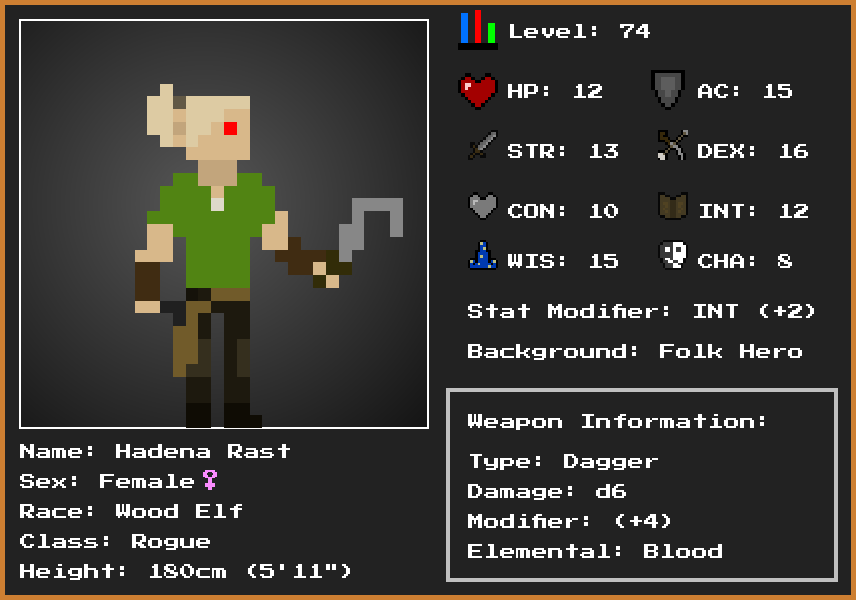 Level: 74
HP: 12 AC: 15
STR: 13 DEX: 16
CON: 10 INT: 12
WIS: 15 CHA: 8
Stat Modifier: INT (+2)
Background: Folk Hero
Weapon Information:
Type: Dagger
Damage: d6
Modifier: (+4)
Elemental: Blood
Name: Hadena Rast
Sex: Female♀
Race: Wood Elf
Class: Rogue
Height: 180cm (5'11")